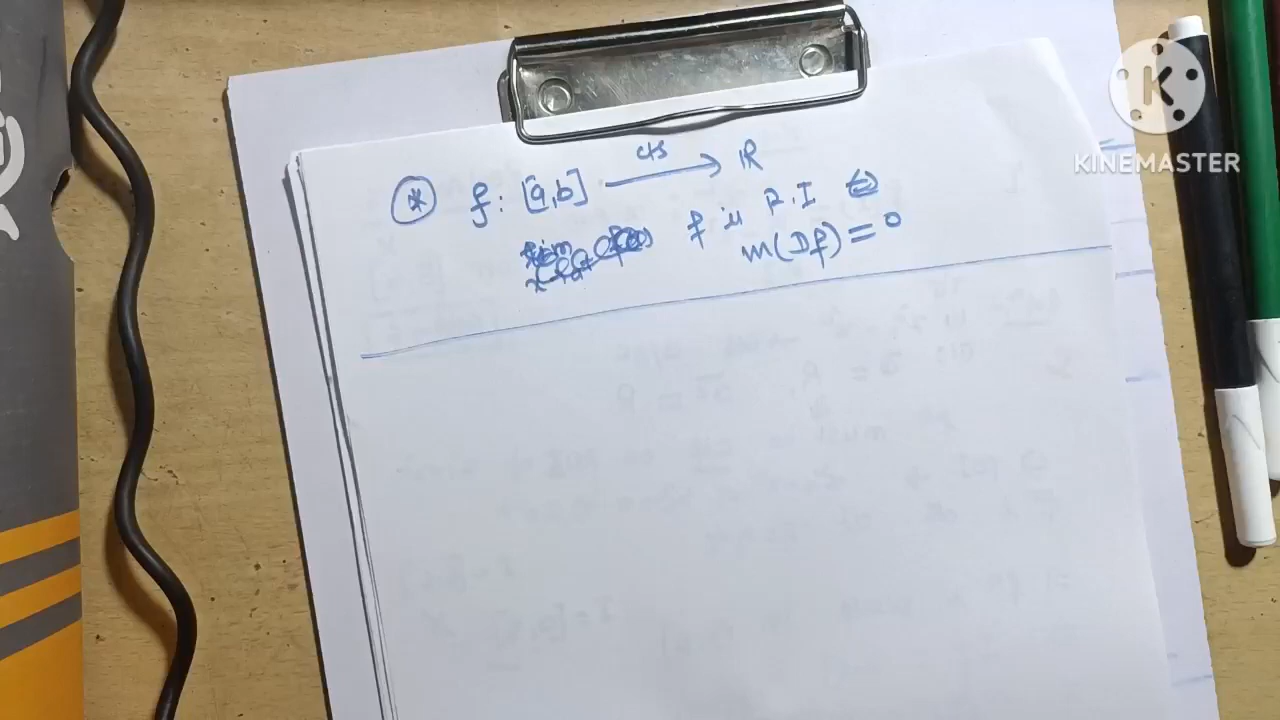 cts
⊛ f: [a,b] ⟶ ℝ
f is R.I ⇔
m(Df) = 0
KINEMASTER